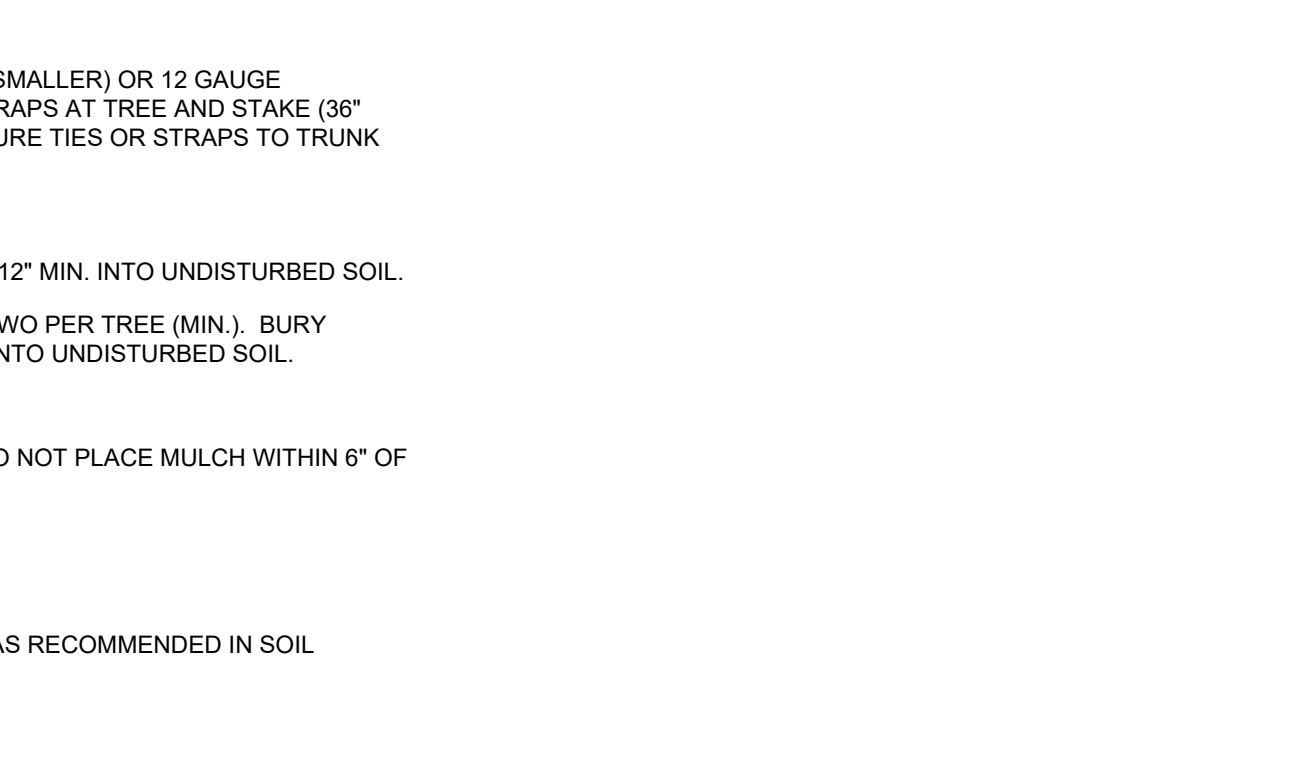 SMALLER) OR 12 GAUGE
RAPS AT TREE AND STAKE (36"
URE TIES OR STRAPS TO TRUNK
12" MIN. INTO UNDISTURBED SOIL.
WO PER TREE (MIN.).  BURY
NTO UNDISTURBED SOIL.
O NOT PLACE MULCH WITHIN 6" OF
AS RECOMMENDED IN SOIL